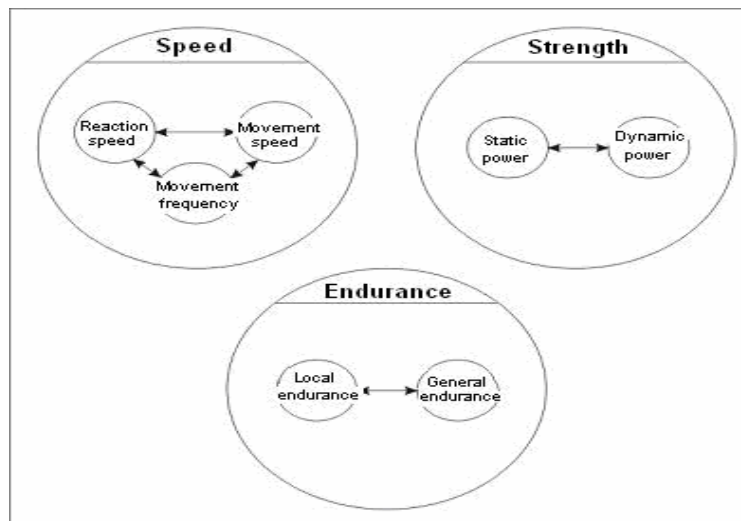 Speed
Reaction
speed
Movement
speed
Movement
frequency
Strength
Static
power
Dynamic
power
Endurance
Local
endurance
General
endurance